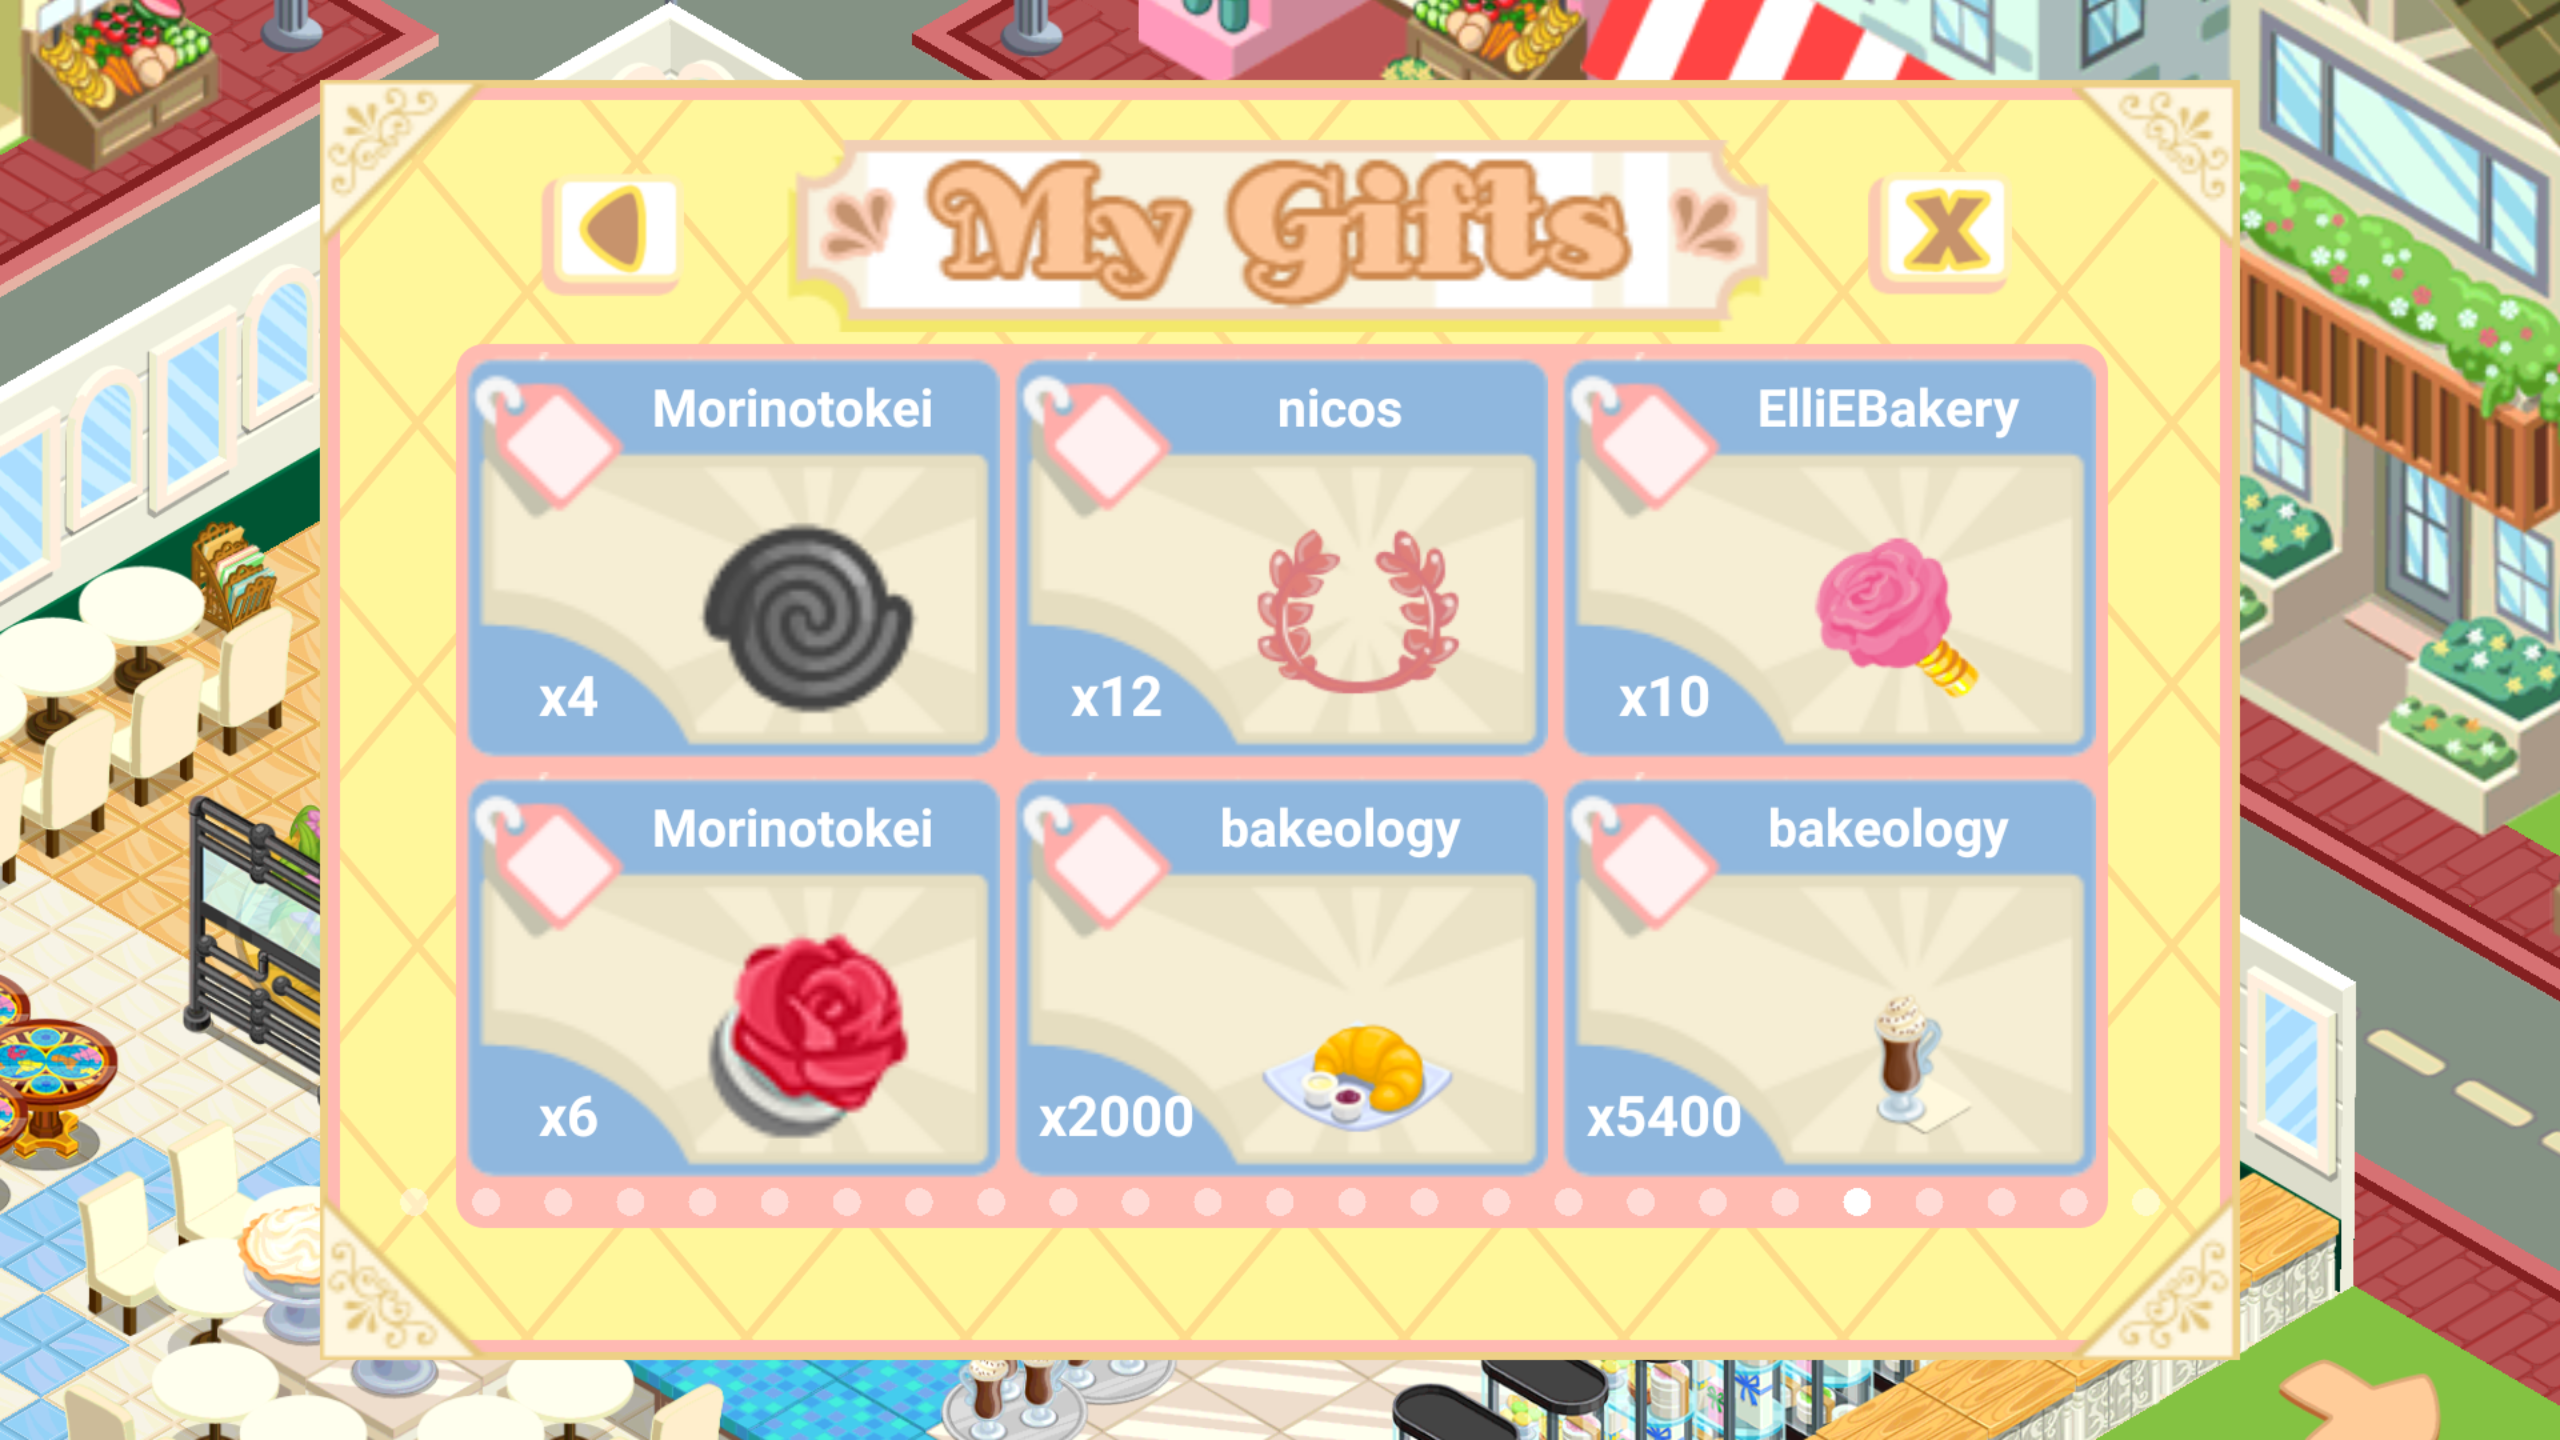 My Gifts
X
Morinotokei
x4
nicos
x12
ElliEBakery
x10
Morinotokei
x6
bakeology
x2000
bakeology
x5400